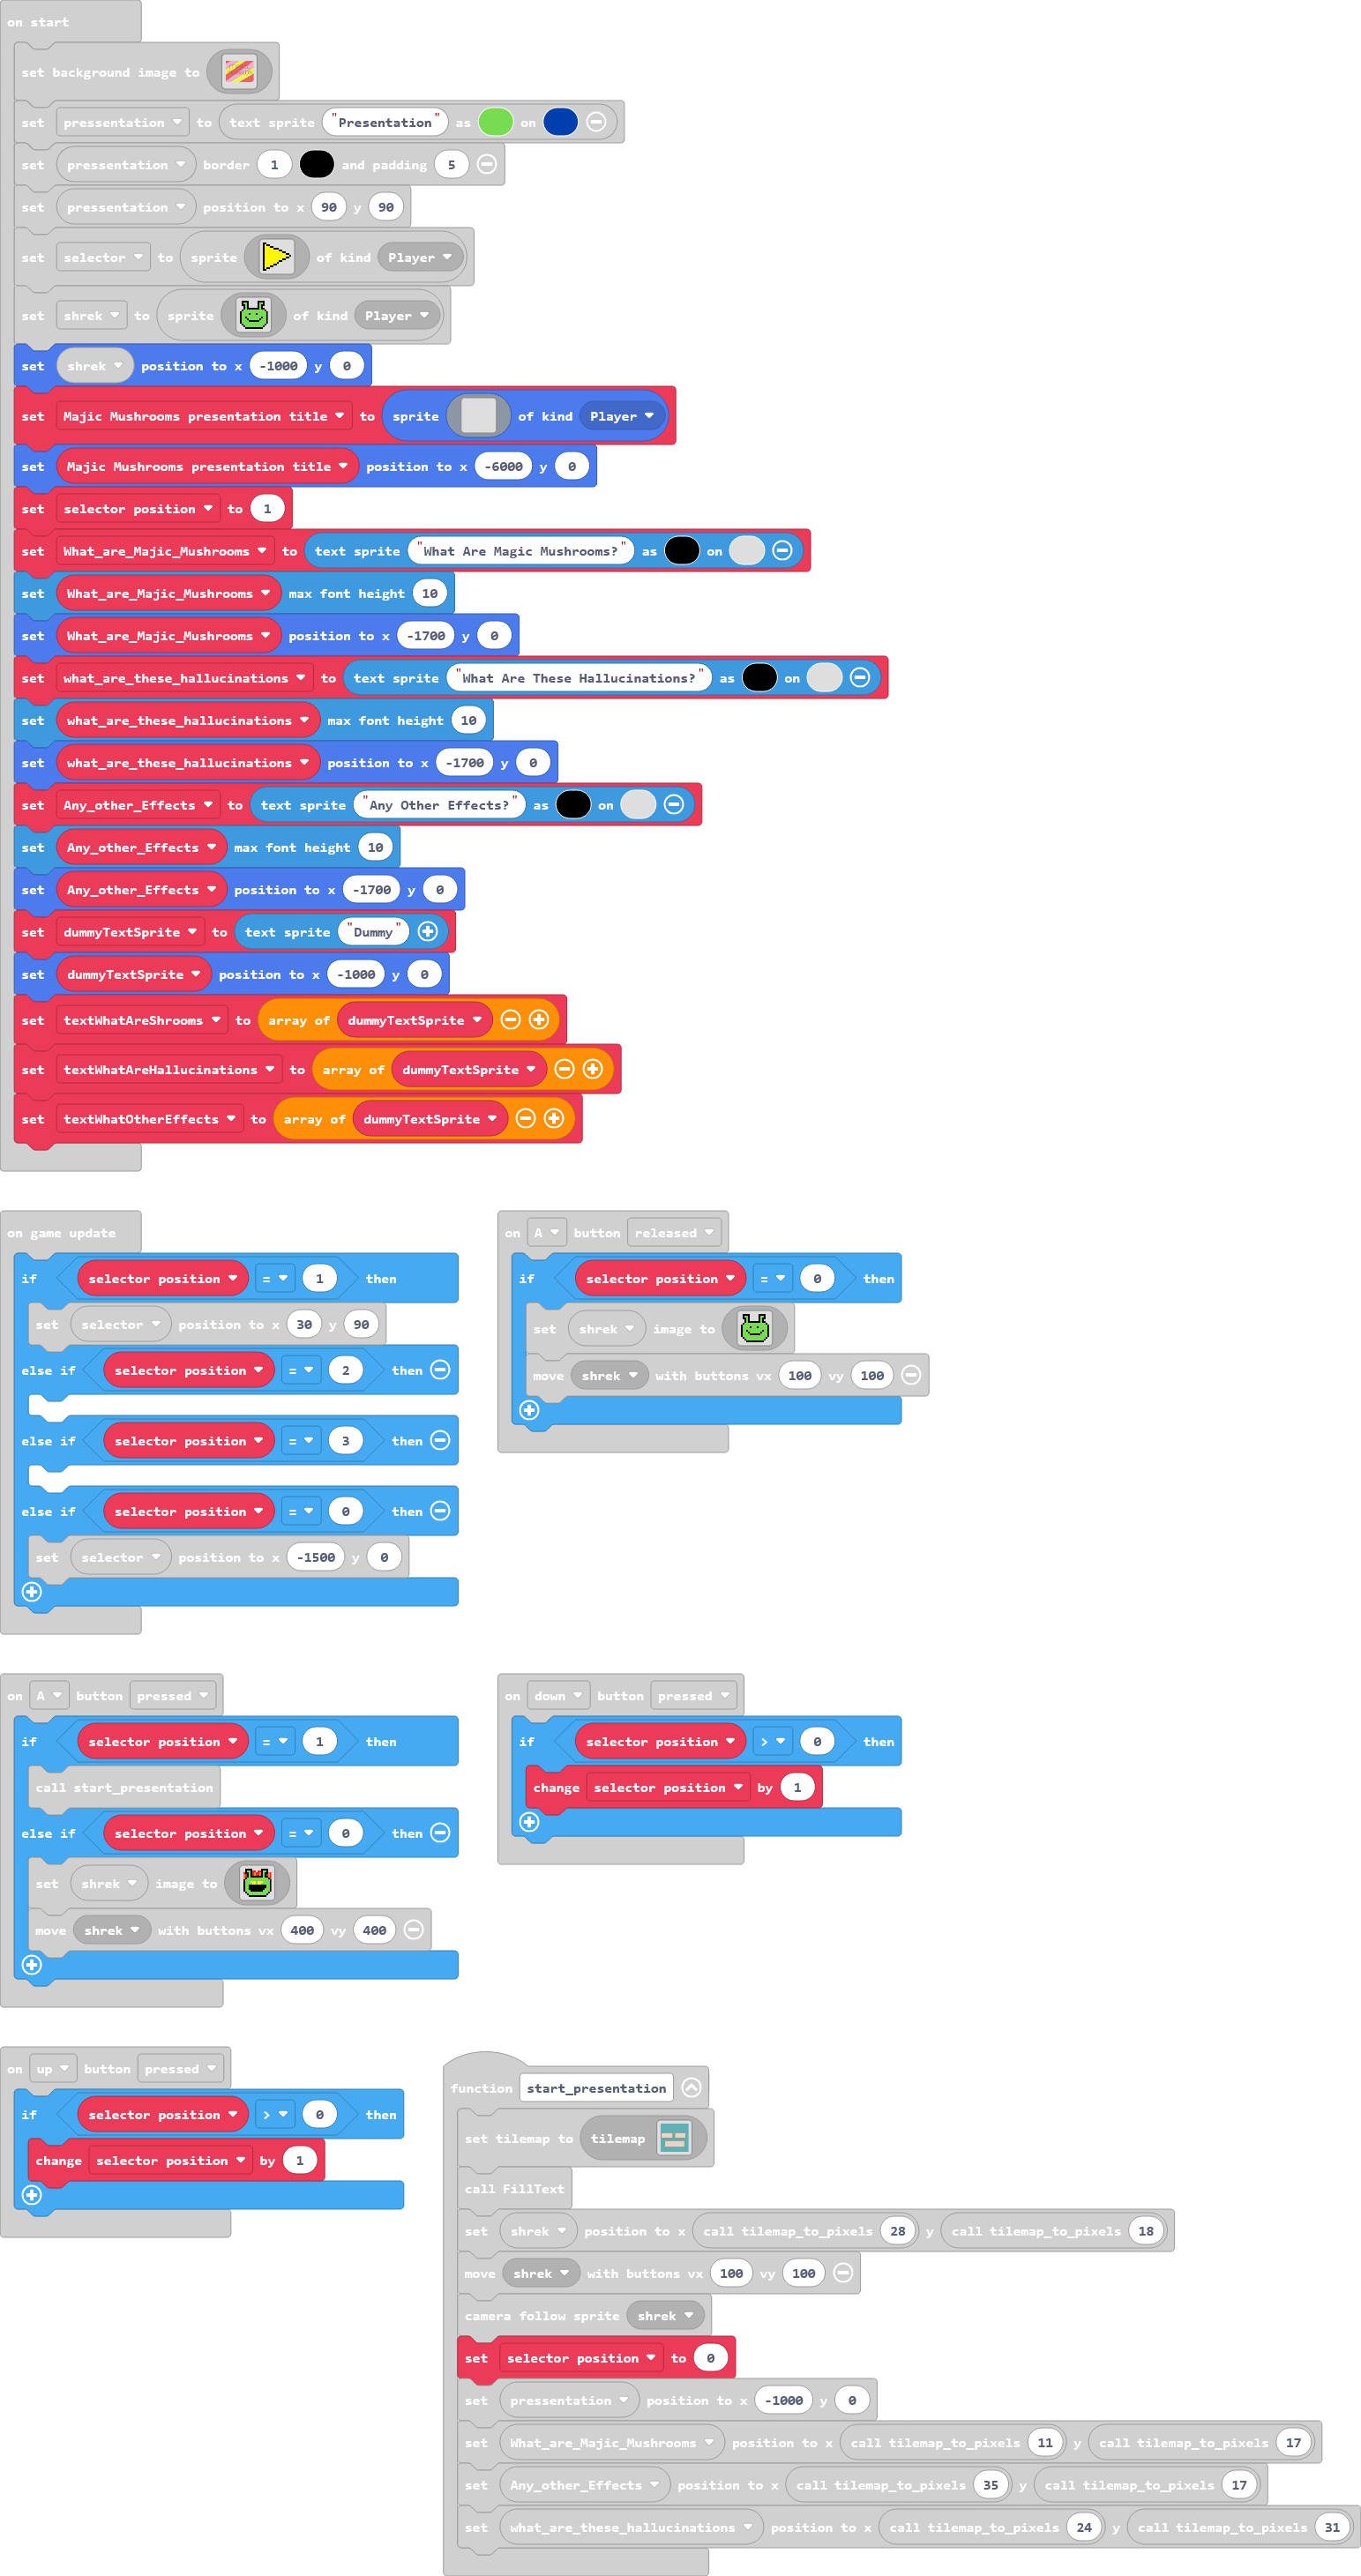 on start
set background image to
set pressentation to text sprite "Presentation" as on
set pressentation border 1 and padding 5
set pressentation position to x 90 y 90
set selector to sprite of kind Player
set shrek to sprite of kind Player
set shrek position to x -1000 y 0
set Majic Mushrooms presentation title to sprite of kind Player
set Majic Mushrooms presentation title position to x -6000 y 0
set selector position to 1
set What_are_Majic_Mushrooms to text sprite "What Are Magic Mushrooms?" as on
set What_are_Majic_Mushrooms max font height 10
set What_are_Majic_Mushrooms position to x -1700 y 0
set what_are_these_hallucinations to text sprite "What Are These Hallucinations?" as on
set what_are_these_hallucinations max font height 10
set what_are_these_hallucinations position to x -1700 y 0
set Any_other_Effects to text sprite "Any Other Effects?" as on
set Any_other_Effects max font height 10
set Any_other_Effects position to x -1700 y 0
set dummyTextSprite to text sprite "Dummy"
set dummyTextSprite position to x -1000 y 0
set textWhatAreShrooms to array of dummyTextSprite
set textWhatAreHallucinations to array of dummyTextSprite
set textWhatOtherEffects to array of dummyTextSprite
on game update
if selector position = 1 then
set selector position to x 30 y 90
else if selector position = 2 then
else if selector position = 3 then
else if selector position = 0 then
set selector position to x -1500 y 0
on A button released
if selector position = 0 then
set shrek image to
move shrek with buttons vx 100 vy 100
on A button pressed
if selector position = 1 then
call start_presentation
else if selector position = 0 then
set shrek image to
move shrek with buttons vx 400 vy 400
on down button pressed
if selector position > 0 then
change selector position by 1
on up button pressed
if selector position > 0 then
change selector position by 1
function start_presentation
set tilemap to tilemap
call FillText
set shrek position to x call tilemap_to_pixels 28 y call tilemap_to_pixels 18
move shrek with buttons vx 100 vy 100
camera follow sprite shrek
set selector position to 0
set pressentation position to x -1000 y 0
set What_are_Majic_Mushrooms position to x call tilemap_to_pixels 11 y call tilemap_to_pixels 17
set Any_other_Effects position to x call tilemap_to_pixels 35 y call tilemap_to_pixels 17
set what_are_these_hallucinations position to x call tilemap_to_pixels 24 y call tilemap_to_pixels 31